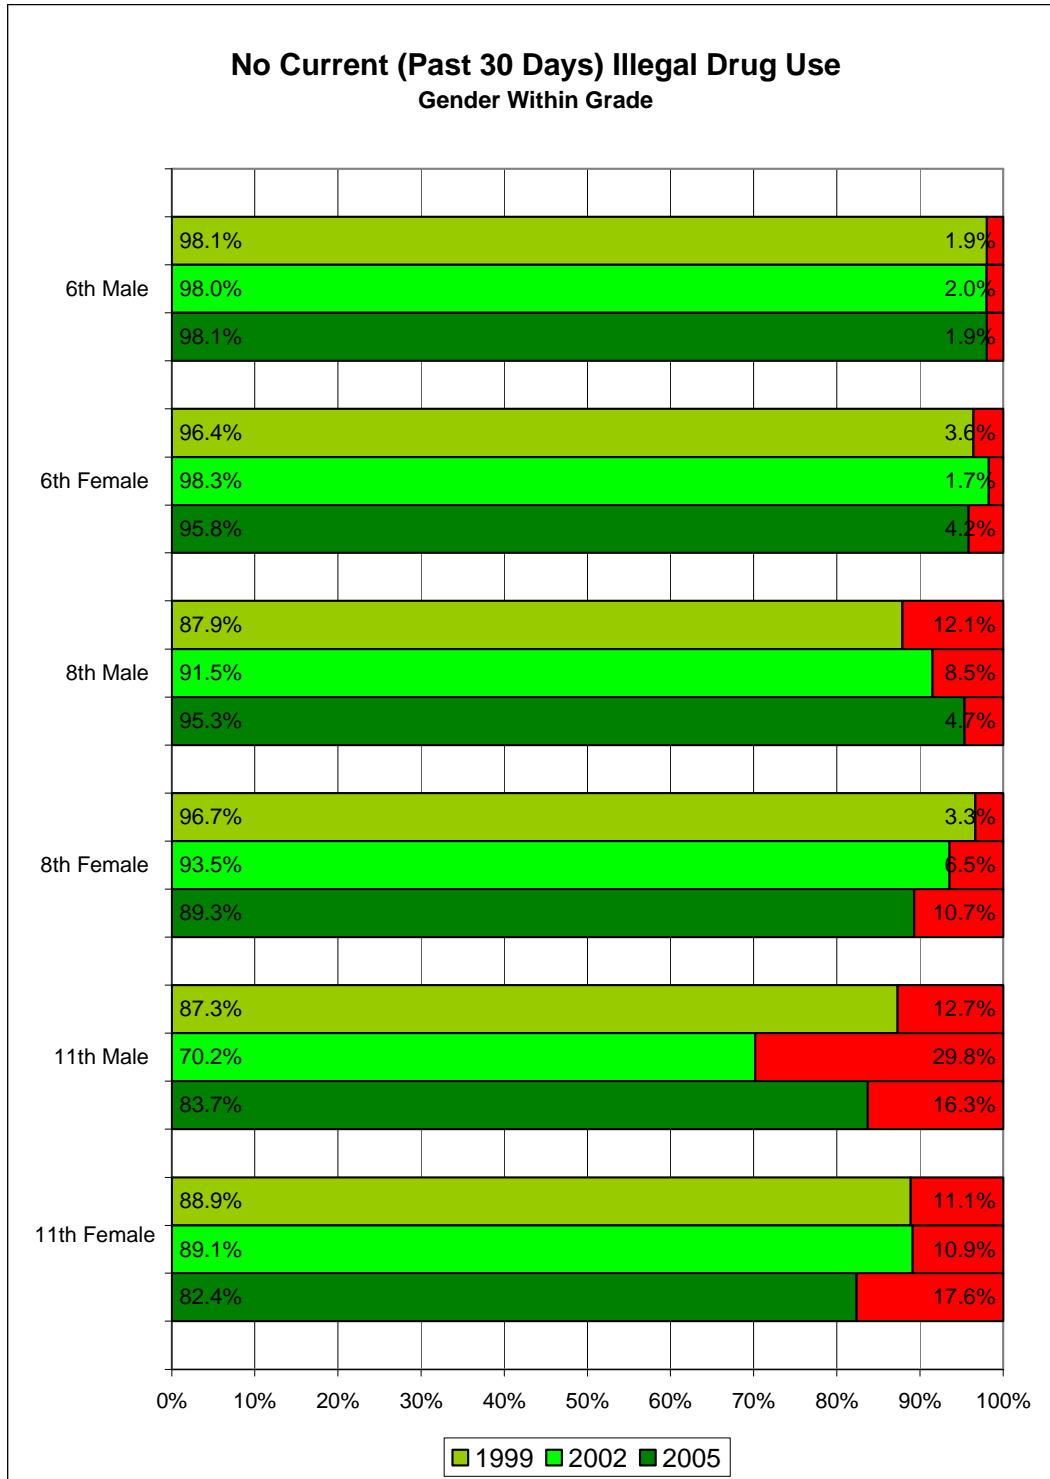 No Current (Past 30 Days) Illegal Drug Use
Gender Within Grade
98.1% 1.9%
6th Male 98.0% 2.0%
98.1% 1.9%
96.4% 3.6%
6th Female 98.3% 1.7%
95.8% 4.2%
87.9% 12.1%
8th Male 91.5% 8.5%
95.3% 4.7%
96.7% 3.3%
8th Female 93.5% 6.5%
89.3% 10.7%
87.3% 12.7%
11th Male 70.2% 29.8%
83.7% 16.3%
88.9% 11.1%
11th Female 89.1% 10.9%
82.4% 17.6%
0% 10% 20% 30% 40% 50% 60% 70% 80% 90% 100%
1999 2002 2005